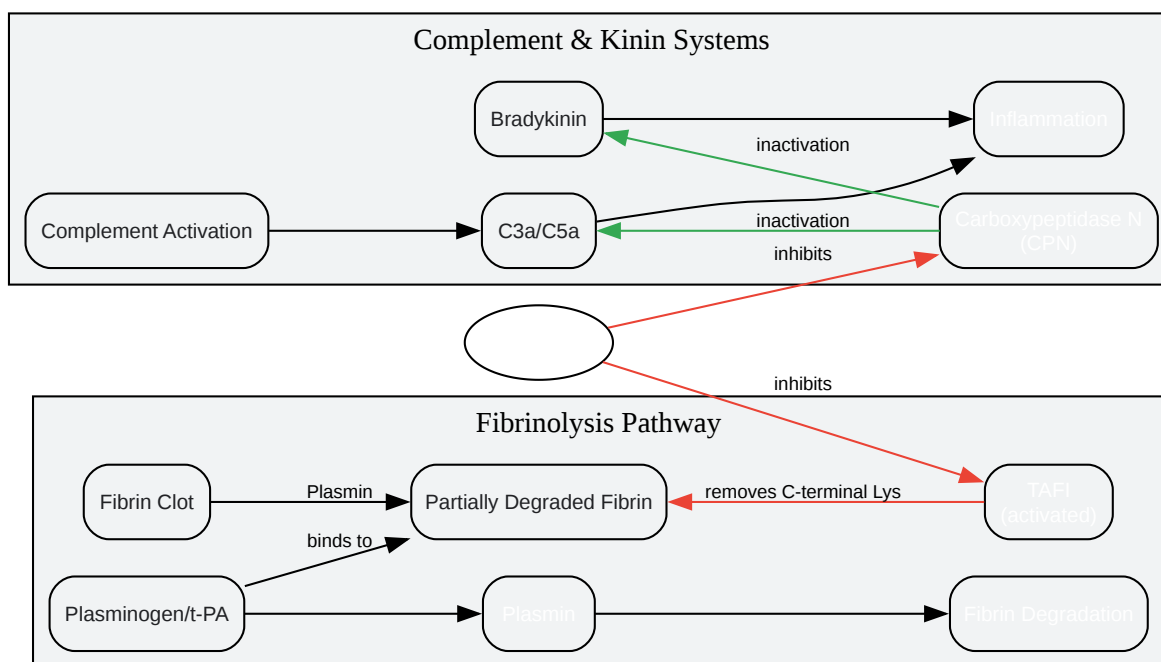 Complement & Kinin Systems
Bradykinin
Inflammation
inactivation
Complement Activation
C3a/C5a
inactivation
Carboxypeptidase N
(CPN)
inhibits
inhibits
Fibrinolysis Pathway
Fibrin Clot
Plasmin
Partially Degraded Fibrin
removes C-terminal Lys
TAFI
(activated)
binds to
Plasminogen/t-PA
Plasmin
Fibrin Degradation